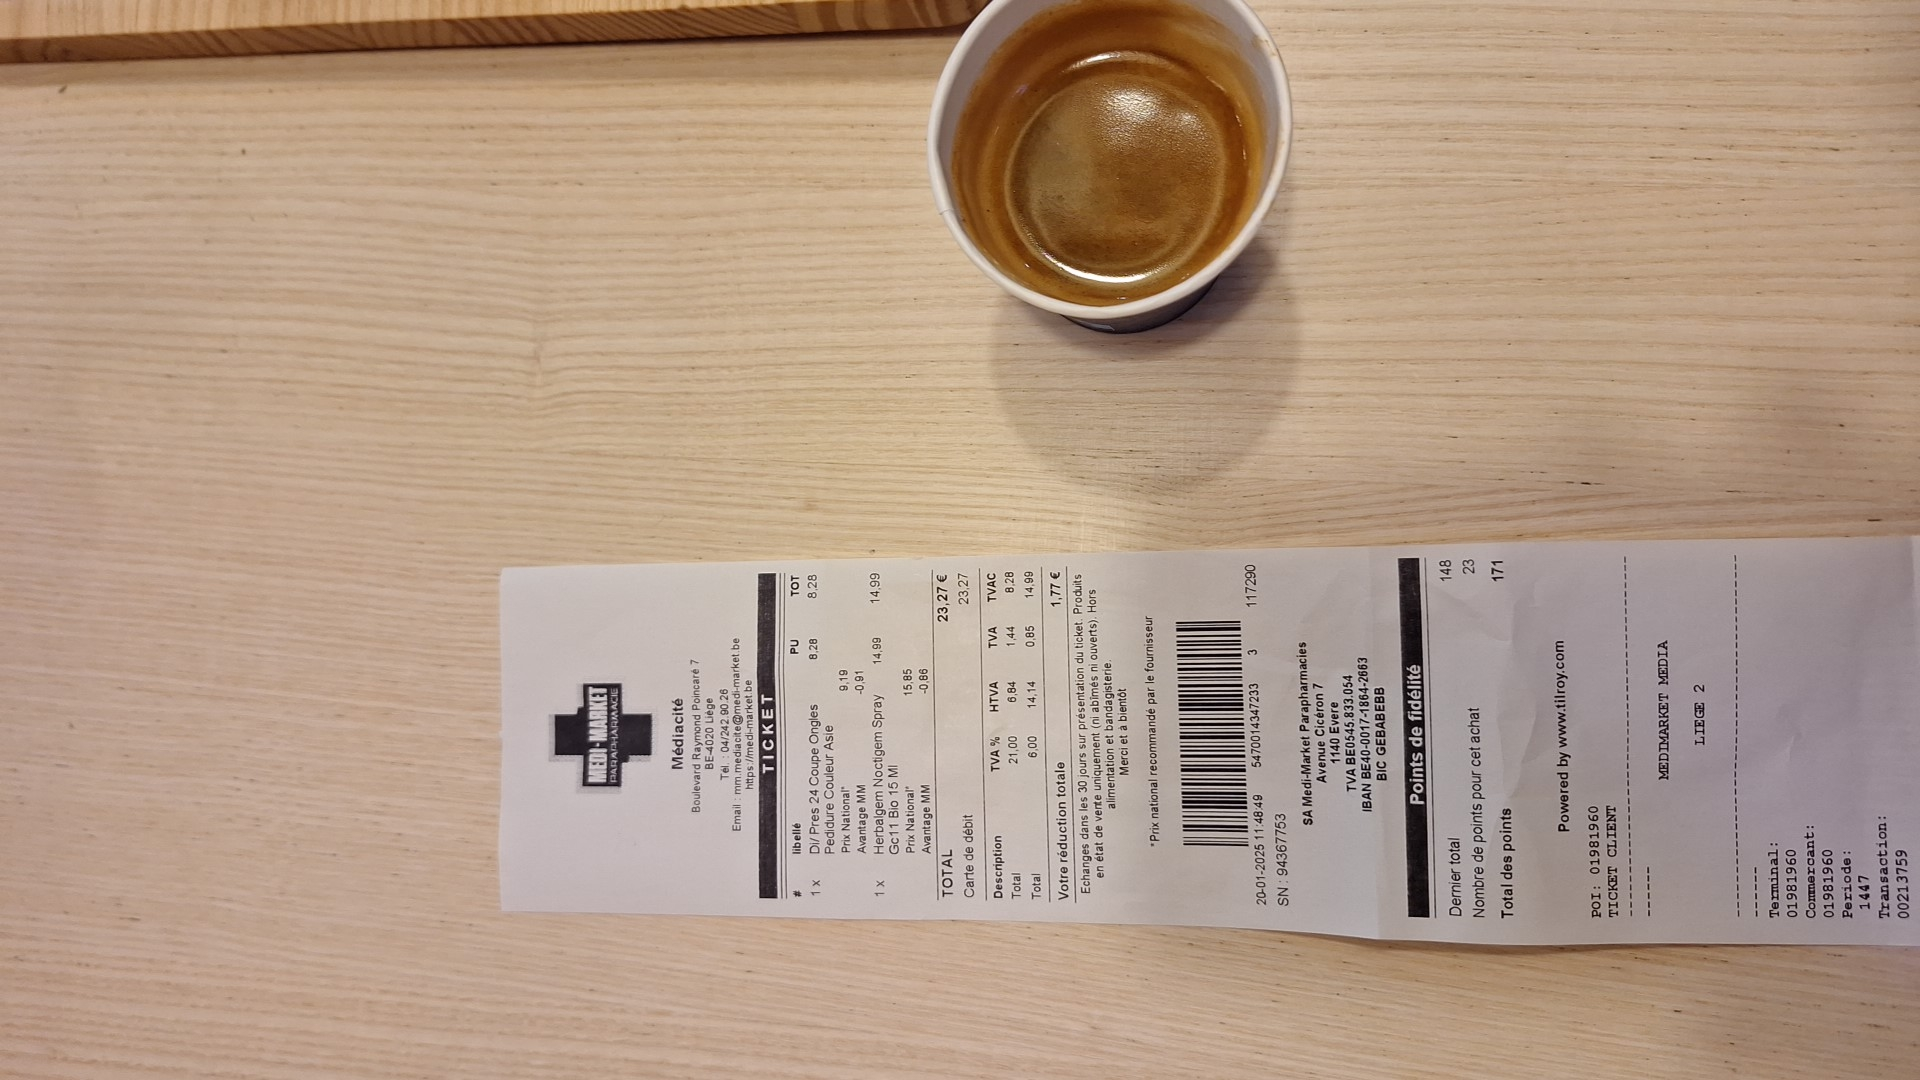 MEDI-MARKET
PARAPHARMACIE
Médiacité
Boulevard Raymond Poincaré 7
BE-4020 Liège
Tél. : 04/242.90.26
Email : mm.mediacite@medi-market.be
https://medi-market.be
TICKET
# libellé PU TOT
1 x Di/ Pres 24 Coupe Ongles 8,28 8,28
Pedidure Couleur Asie
Prix National* 9,19
Avantage MM -0,91
1 x Herbalgem Noctigem Spray 14,99 14,99
Gc11 Bio 15 Ml
Prix National* 15,85
Avantage MM -0,86
TOTAL 23,27 €
Carte de débit 23,27
Description TVA % HTVA TVA TVAC
Total 21,00 6,84 1,44 8,28
Total 6,00 14,14 0,85 14,99
Votre réduction totale 1,77 €
Echanges dans les 30 jours sur présentation du ticket. Produits
en état de vente uniquement (ni abîmés ni ouverts). Hors
alimentation et bandagisterie.
Merci et à bientôt
*Prix national recommandé par le fournisseur
20-01-2025 11:48:49 5470014347233 3 117290
SN : 94367753
SA Medi-Market Parapharmacies
Avenue Cicéron 7
1140 Evere
TVA BE0545.833.054
IBAN BE40-0017-1864-2663
BIC GEBABEBB
Points de fidélité
Dernier total 148
Nombre de points pour cet achat 23
Total des points 171
Powered by www.tilroy.com
POI: 01981960
TICKET CLIENT
MEDIMARKET MEDIA
LIEGE 2
Terminal:
01981960
Commercant:
01981960
Periode:
1447
Transaction:
00213759